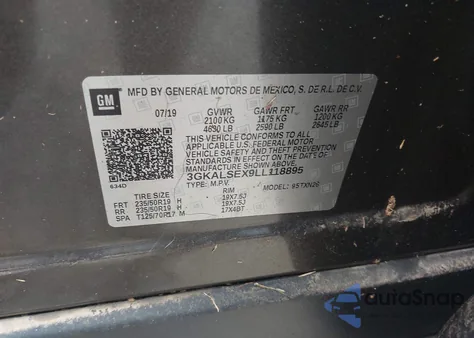 GM
MFD BY GENERAL MOTORS DE MEXICO, S. DE R.L. DE C.V.
07/19 GVWR GAWR FRT GAWR RR
2100 KG 1175 KG 1200 KG
4630 LB 2590 LB 2645 LB
THIS VEHICLE CONFORMS TO ALL
APPLICABLE U.S. FEDERAL MOTOR
VEHICLE SAFETY AND THEFT PREVENTION
STANDARDS IN EFFECT ON THE DATE OF
MANUFACTURE SHOWN ABOVE.
3GKALSEX9LL118895
TYPE: M.P.V.
634D
TIRE SIZE RIM
FRT 235/50R19 H 19X7.5J
RR 235/50R19 H 19X7.5J
SPA T125/70R17 M 17X4BT
AutoSnap